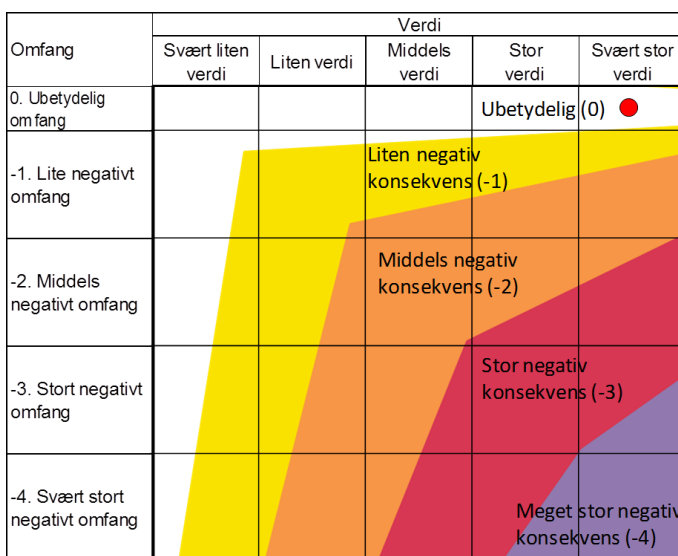 Omfang
Verdi
Svært liten
verdi
Liten verdi
Middels
verdi
Stor
verdi
Svært stor
verdi
0. Ubetydelig
omfang
Ubetydelig (0)
-1. Lite negativt
omfang
Liten negativ
konsekvens (-1)
-2. Middels
negativt omfang
Middels negativ
konsekvens (-2)
-3. Stort negativt
omfang
Stor negativ
konsekvens (-3)
-4. Svært stort
negativt omfang
Meget stor negativ
konsekvens (-4)